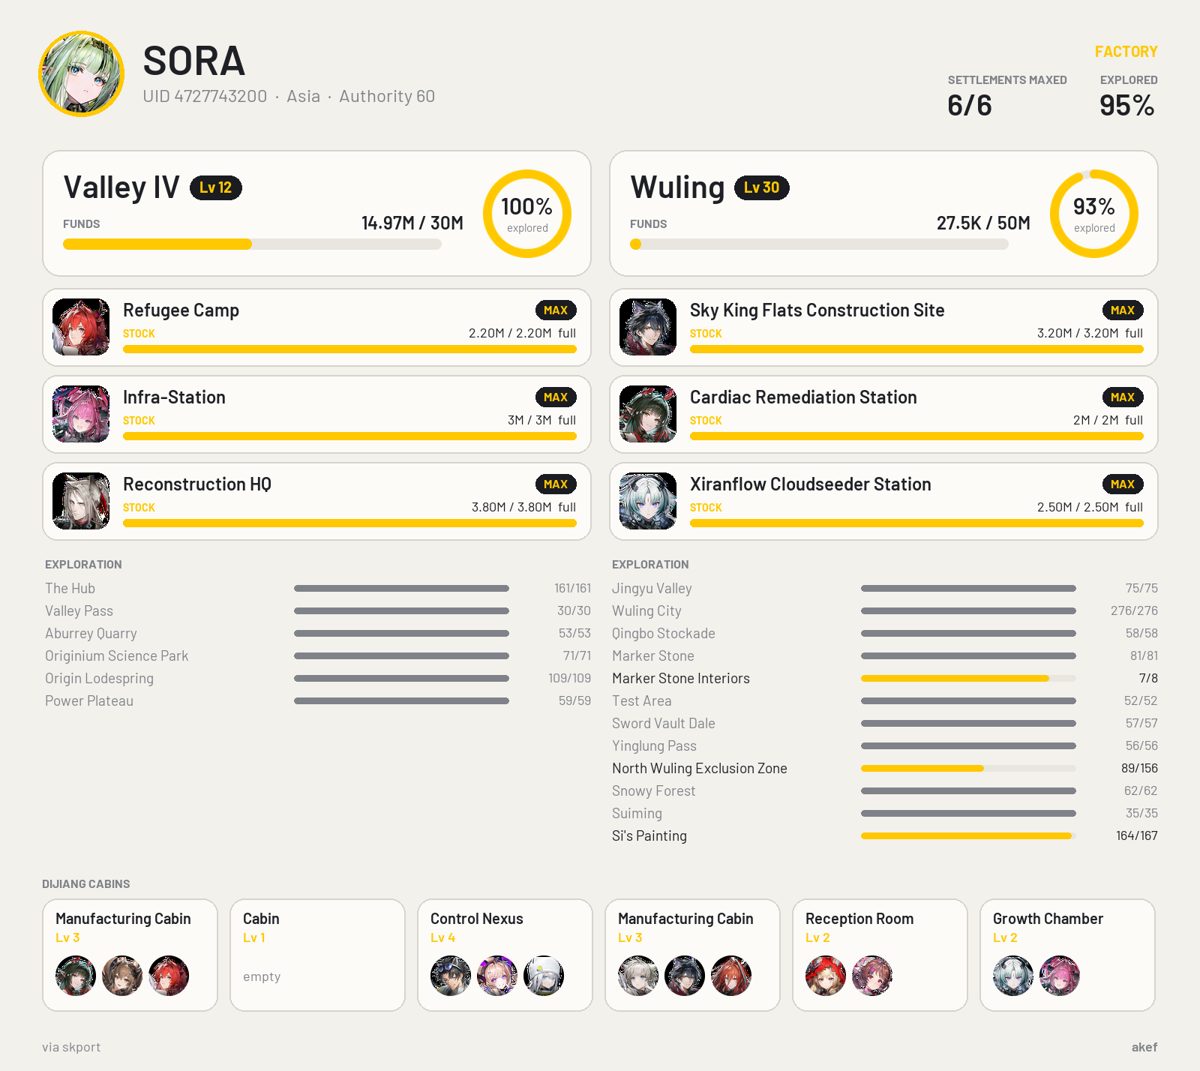 SORA
UID 4727743200 · Asia · Authority 60
FACTORY
SETTLEMENTS MAXED
6/6
EXPLORED
95%
Valley IV Lv 12
FUNDS 14.97M / 30M
100%
explored
Wuling Lv 30
FUNDS 27.5K / 50M
93%
explored
Refugee Camp MAX
STOCK 2.20M / 2.20M full
Infra-Station MAX
STOCK 3M / 3M full
Reconstruction HQ MAX
STOCK 3.80M / 3.80M full
Sky King Flats Construction Site MAX
STOCK 3.20M / 3.20M full
Cardiac Remediation Station MAX
STOCK 2M / 2M full
Xiranflow Cloudseeder Station MAX
STOCK 2.50M / 2.50M full
EXPLORATION
The Hub 161/161
Valley Pass 30/30
Aburrey Quarry 53/53
Originium Science Park 71/71
Origin Lodespring 109/109
Power Plateau 59/59
EXPLORATION
Jingyu Valley 75/75
Wuling City 276/276
Qingbo Stockade 58/58
Marker Stone 81/81
Marker Stone Interiors 7/8
Test Area 52/52
Sword Vault Dale 57/57
Yinglung Pass 56/56
North Wuling Exclusion Zone 89/156
Snowy Forest 62/62
Suiming 35/35
Si's Painting 164/167
DIJIANG CABINS
Manufacturing Cabin
Lv 3
Cabin
Lv 1
empty
Control Nexus
Lv 4
Manufacturing Cabin
Lv 3
Reception Room
Lv 2
Growth Chamber
Lv 2
via skport
akef